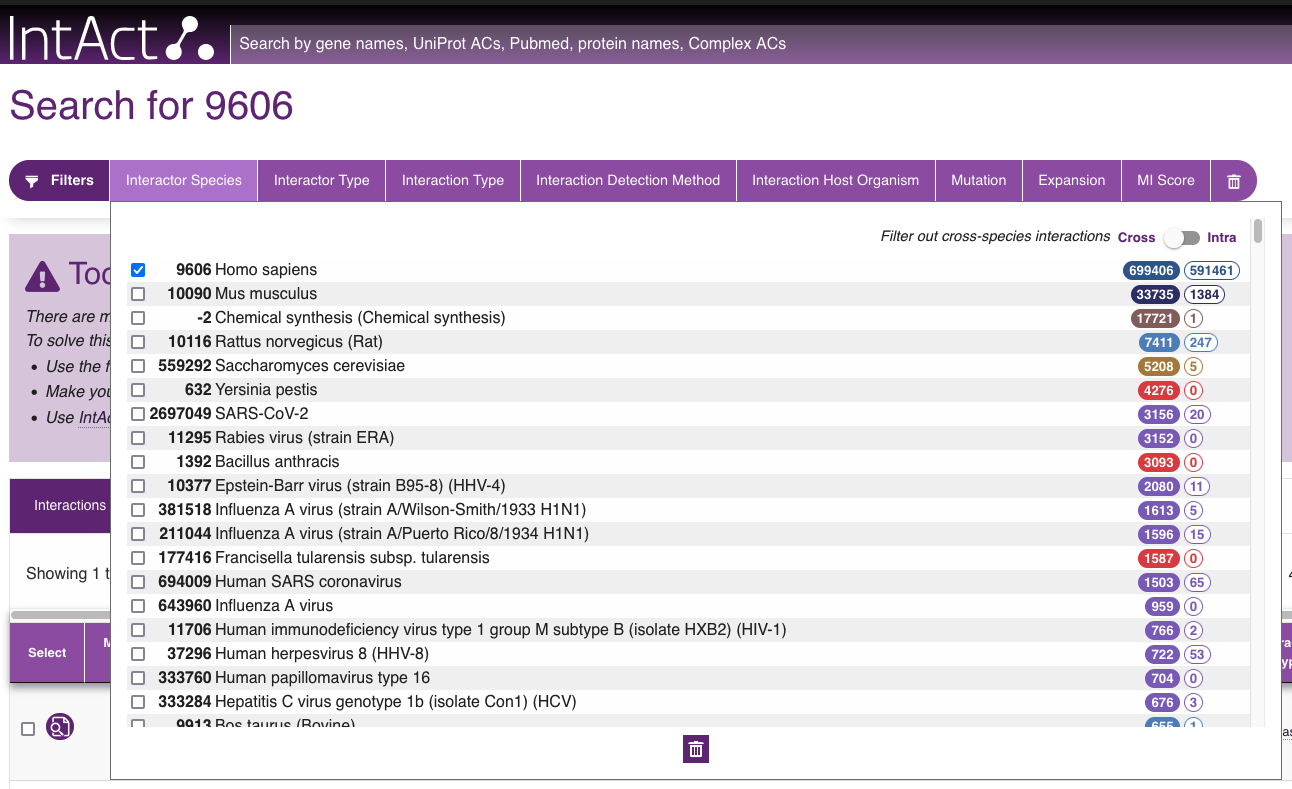 IntAct
Search by gene names, UniProt ACs, Pubmed, protein names, Complex ACs
Search for 9606
Filters Interactor Species Interactor Type Interaction Type Interaction Detection Method Interaction Host Organism Mutation Expansion MI Score
Filter out cross-species interactions Cross Intra
9606 Homo sapiens 699406 591461
10090 Mus musculus 33735 1384
-2 Chemical synthesis (Chemical synthesis) 17721 1
10116 Rattus norvegicus (Rat) 7411 247
559292 Saccharomyces cerevisiae 5208 5
632 Yersinia pestis 4276 0
2697049 SARS-CoV-2 3156 20
11295 Rabies virus (strain ERA) 3152 0
1392 Bacillus anthracis 3093 0
10377 Epstein-Barr virus (strain B95-8) (HHV-4) 2080 11
381518 Influenza A virus (strain A/Wilson-Smith/1933 H1N1) 1613 5
211044 Influenza A virus (strain A/Puerto Rico/8/1934 H1N1) 1596 15
177416 Francisella tularensis subsp. tularensis 1587 0
694009 Human SARS coronavirus 1503 65
643960 Influenza A virus 959 0
11706 Human immunodeficiency virus type 1 group M subtype B (isolate HXB2) (HIV-1) 766 2
37296 Human herpesvirus 8 (HHV-8) 722 53
333760 Human papillomavirus type 16 704 0
333284 Hepatitis C virus genotype 1b (isolate Con1) (HCV) 676 3
9913 Bos taurus (Bovine) 655 1
Too
There are m
To solve this
• Use the f
• Make you
• Use IntAc
Interactions
Showing 1 t
Select M